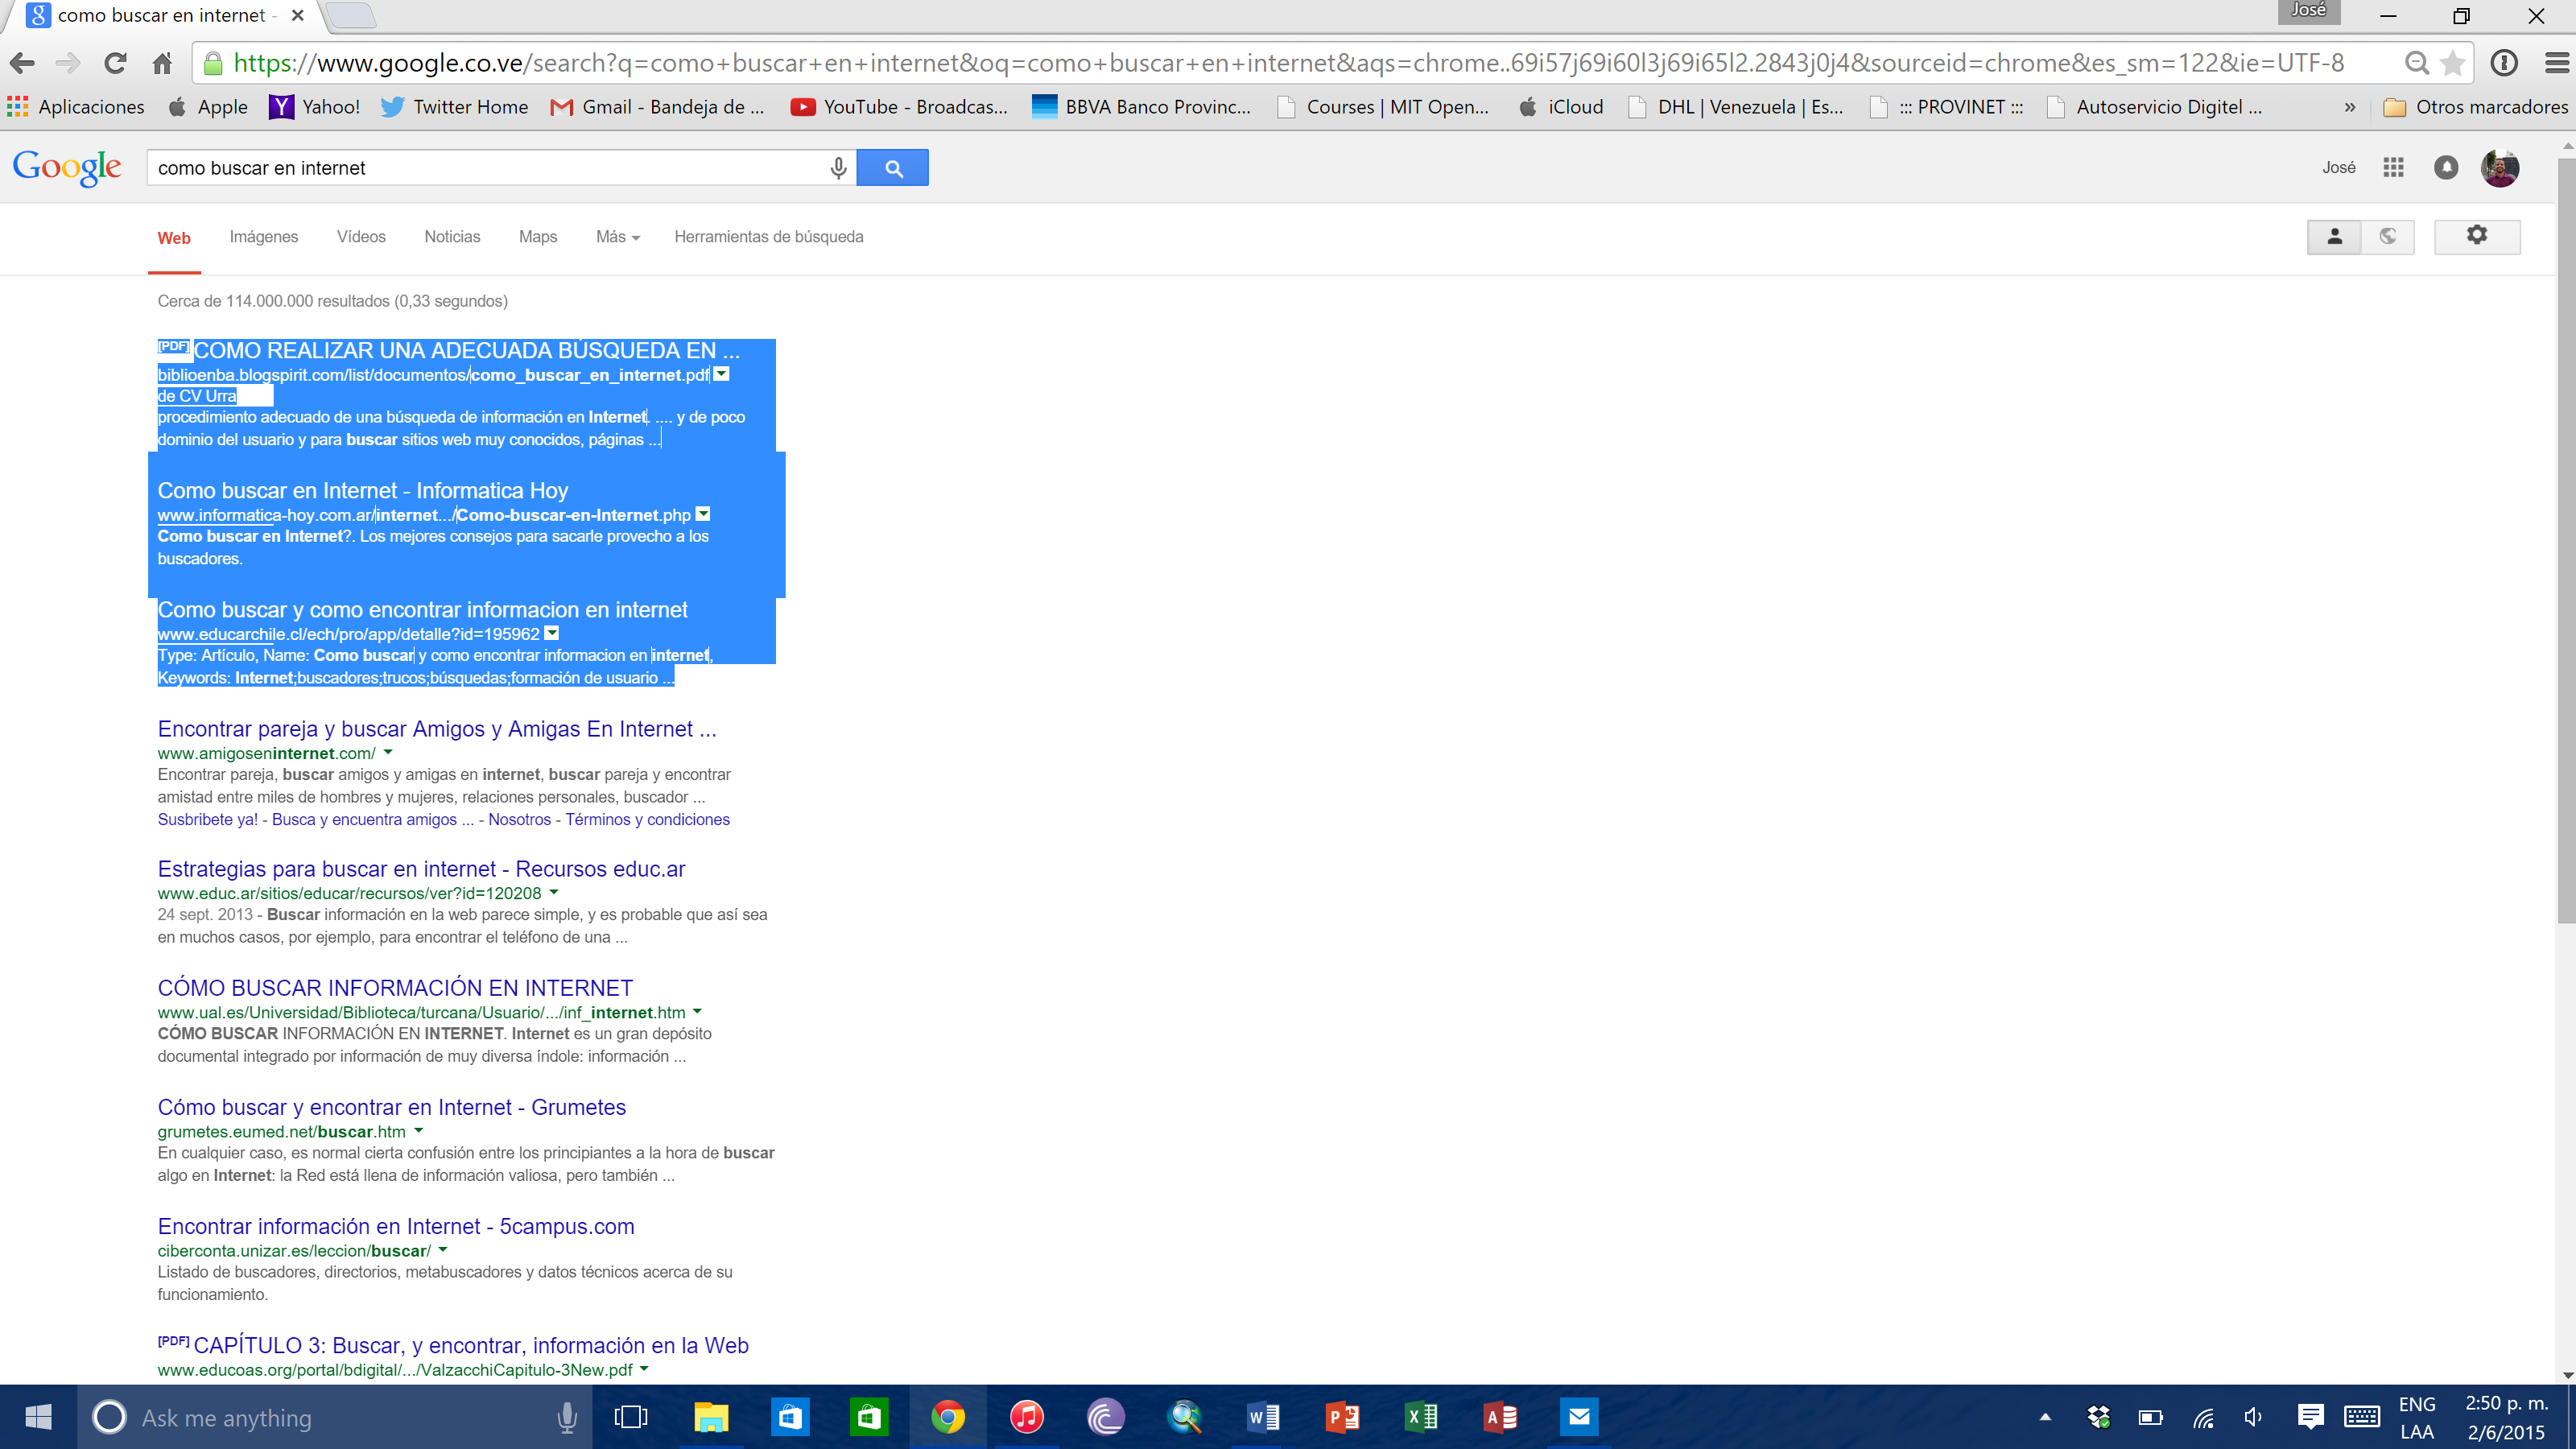 como buscar en internet -
José
https://www.google.co.ve/search?q=como+buscar+en+internet&oq=como+buscar+en+internet&aqs=chrome..69i57j69i60l3j69i65l2.2843j0j4&sourceid=chrome&es_sm=122&ie=UTF-8
Aplicaciones Apple Yahoo! Twitter Home Gmail - Bandeja de ... YouTube - Broadcas... BBVA Banco Provinc... Courses | MIT Open... iCloud DHL | Venezuela | Es... ::: PROVINET ::: Autoservicio Digitel ... » Otros marcadores
Google como buscar en internet José
Web Imágenes Vídeos Noticias Maps Más Herramientas de búsqueda
Cerca de 114.000.000 resultados (0,33 segundos)
[PDF] COMO REALIZAR UNA ADECUADA BÚSQUEDA EN ...
biblioenba.blogspirit.com/list/documentos/como_buscar_en_internet.pdf
de CV Urra
procedimiento adecuado de una búsqueda de información en Internet. .... y de poco
dominio del usuario y para buscar sitios web muy conocidos, páginas ...
Como buscar en Internet - Informatica Hoy
www.informatica-hoy.com.ar/internet.../Como-buscar-en-Internet.php
Como buscar en Internet?. Los mejores consejos para sacarle provecho a los
buscadores.
Como buscar y como encontrar informacion en internet
www.educarchile.cl/ech/pro/app/detalle?id=195962
Type: Artículo, Name: Como buscar y como encontrar informacion en internet,
Keywords: Internet;buscadores;trucos;búsquedas;formación de usuario ...
Encontrar pareja y buscar Amigos y Amigas En Internet ...
www.amigoseninternet.com/
Encontrar pareja, buscar amigos y amigas en internet, buscar pareja y encontrar
amistad entre miles de hombres y mujeres, relaciones personales, buscador ...
Susbribete ya! - Busca y encuentra amigos ... - Nosotros - Términos y condiciones
Estrategias para buscar en internet - Recursos educ.ar
www.educ.ar/sitios/educar/recursos/ver?id=120208
24 sept. 2013 - Buscar información en la web parece simple, y es probable que así sea
en muchos casos, por ejemplo, para encontrar el teléfono de una ...
CÓMO BUSCAR INFORMACIÓN EN INTERNET
www.ual.es/Universidad/Biblioteca/turcana/Usuario/.../inf_internet.htm
CÓMO BUSCAR INFORMACIÓN EN INTERNET. Internet es un gran depósito
documental integrado por información de muy diversa índole: información ...
Cómo buscar y encontrar en Internet - Grumetes
grumetes.eumed.net/buscar.htm
En cualquier caso, es normal cierta confusión entre los principiantes a la hora de buscar
algo en Internet: la Red está llena de información valiosa, pero también ...
Encontrar información en Internet - 5campus.com
ciberconta.unizar.es/leccion/buscar/
Listado de buscadores, directorios, metabuscadores y datos técnicos acerca de su
funcionamiento.
[PDF] CAPÍTULO 3: Buscar, y encontrar, información en la Web
www.educoas.org/portal/bdigital/.../ValzacchiCapitulo-3New.pdf
Ask me anything
ENG 2:50 p. m.
LAA 2/6/2015